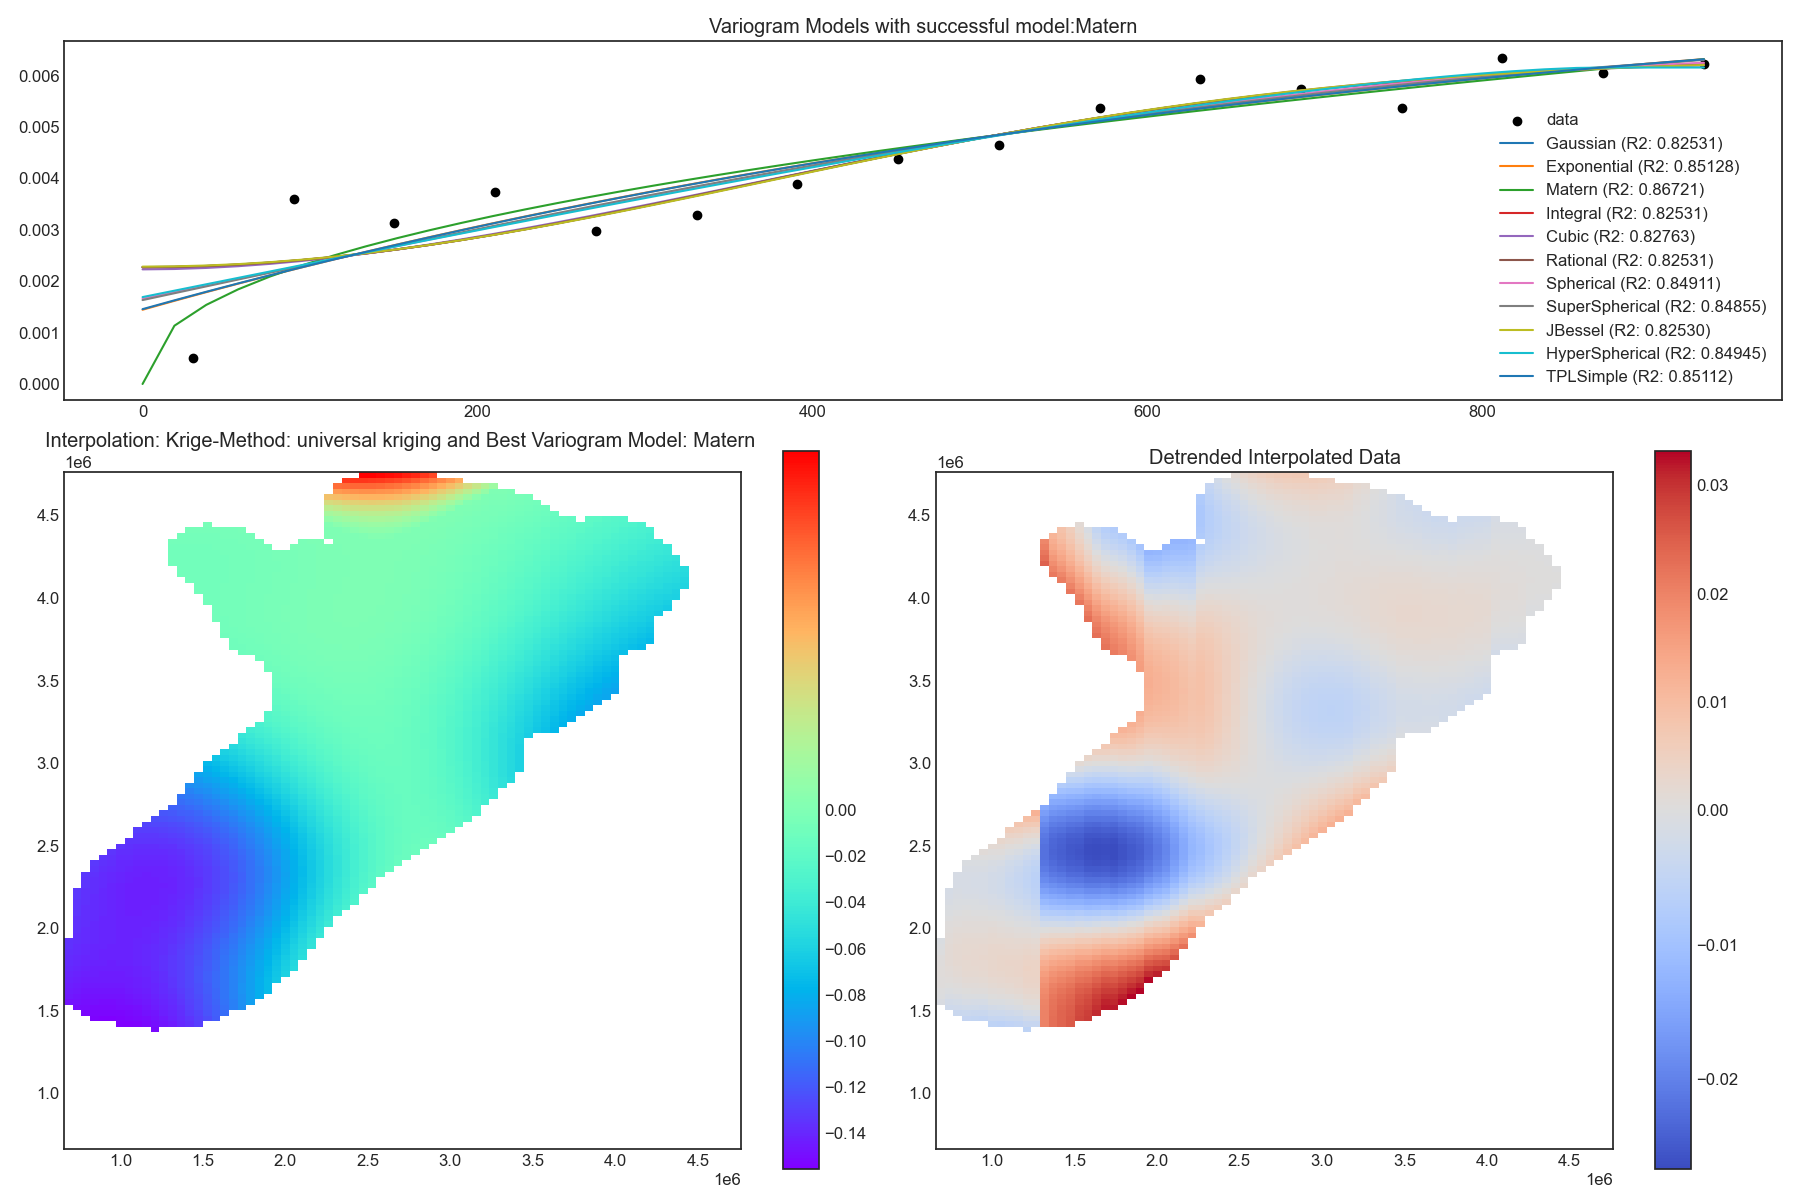 Variogram Models with successful model:Matern
0.006
0.005
0.004
0.003
0.002
0.001
0.000
data
Gaussian (R2: 0.82531)
Exponential (R2: 0.85128)
Matern (R2: 0.86721)
Integral (R2: 0.82531)
Cubic (R2: 0.82763)
Rational (R2: 0.82531)
Spherical (R2: 0.84911)
SuperSpherical (R2: 0.84855)
JBessel (R2: 0.82530)
HyperSpherical (R2: 0.84945)
TPLSimple (R2: 0.85112)
0 200 400 600 800
Interpolation: Krige-Method: universal kriging and Best Variogram Model: Matern
1e6
4.5
4.0
3.5
3.0
2.5
2.0
1.5
1.0
1.0 1.5 2.0 2.5 3.0 3.5 4.0 4.5
1e6
0.00
−0.02
−0.04
−0.06
−0.08
−0.10
−0.12
−0.14
Detrended Interpolated Data
1e6
4.5
4.0
3.5
3.0
2.5
2.0
1.5
1.0
1.0 1.5 2.0 2.5 3.0 3.5 4.0 4.5
1e6
0.03
0.02
0.01
0.00
−0.01
−0.02